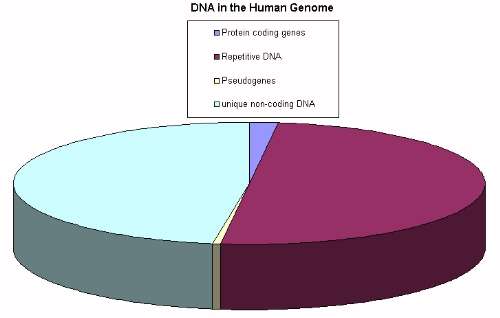 DNA in the Human Genome
Protein coding genes
Repetitive DNA
Pseudogenes
unique non-coding DNA